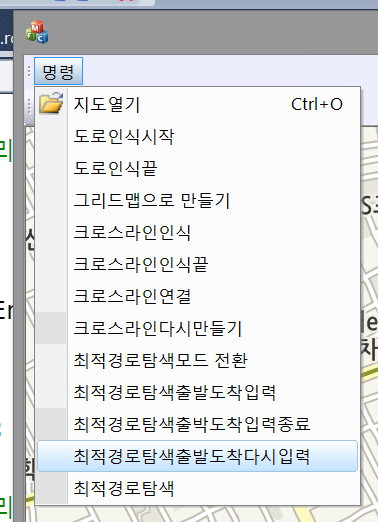 명령
지도열기 Ctrl+O
도로인식시작
도로인식끝
그리드맵으로 만들기
크로스라인인식
크로스라인인식끝
크로스라인연결
크로스라인다시만들기
최적경로탐색모드 전환
최적경로탐색출발도착입력
최적경로탐색출박도착입력종료
최적경로탐색출발도착다시입력
최적경로탐색